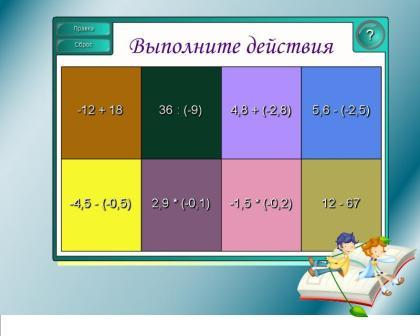 Правка
Сброс
?
Выполните действия
-12 + 18
36 : (-9)
4,8 + (-2,8)
5,6 - (-2,5)
-4,5 - (-0,5)
2,9 * (-0,1)
-1,5 * (-0,2)
12 - 67